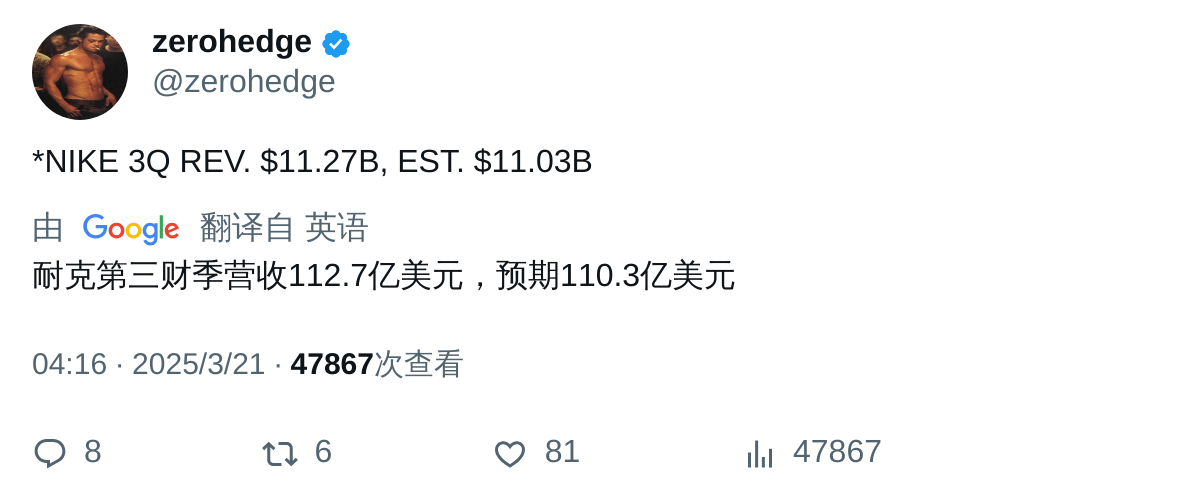 zerohedge
@zerohedge
*NIKE 3Q REV. $11.27B, EST. $11.03B
由 Google 翻译自 英语
耐克第三财季营收112.7亿美元，预期110.3亿美元
04:16 · 2025/3/21 · 47867次查看
8 6 81 47867